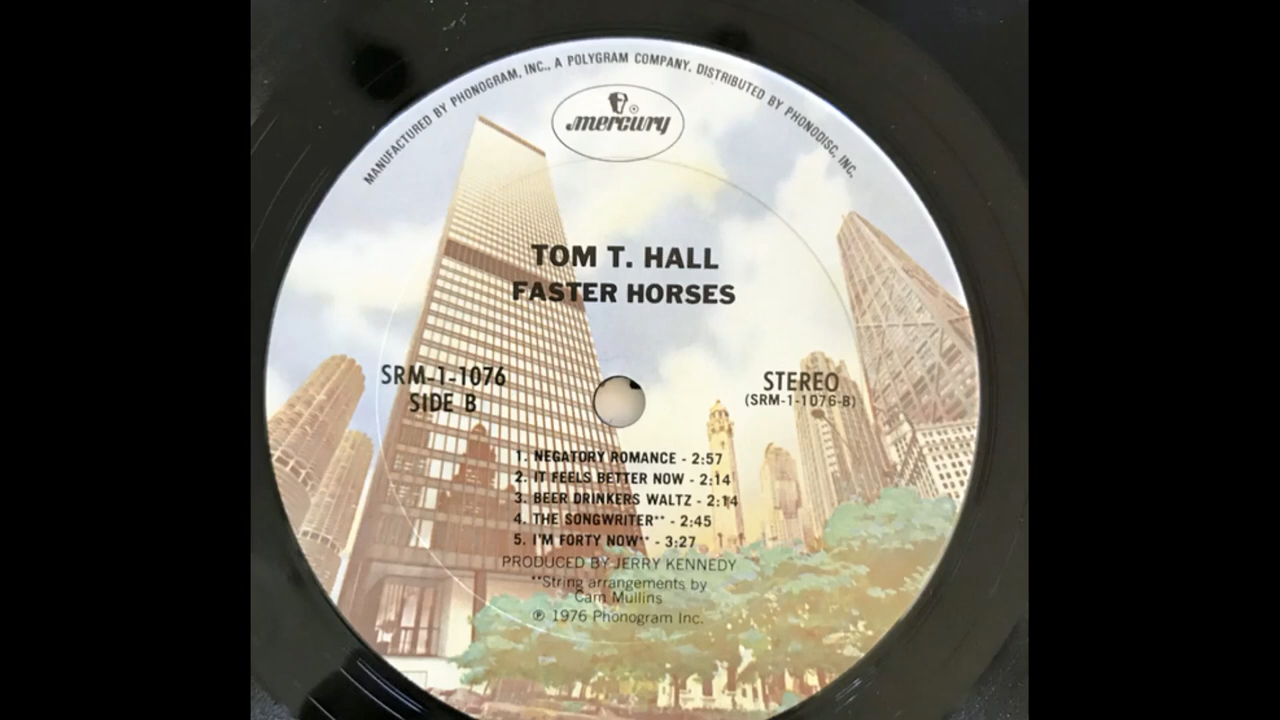 MANUFACTURED BY PHONOGRAM, INC., A POLYGRAM COMPANY. DISTRIBUTED BY PHONODISC, INC.
mercury
TOM T. HALL
FASTER HORSES
SRM-1-1076
SIDE B
STEREO
(SRM-1-1076-B)
1. NEGATORY ROMANCE - 2:57
2. IT FEELS BETTER NOW - 2:14
3. BEER DRINKERS WALTZ - 2:14
4. THE SONGWRITER** - 2:45
5. I'M FORTY NOW** - 3:27
PRODUCED BY JERRY KENNEDY
**String arrangements by
Cam Mullins
℗ 1976 Phonogram Inc.